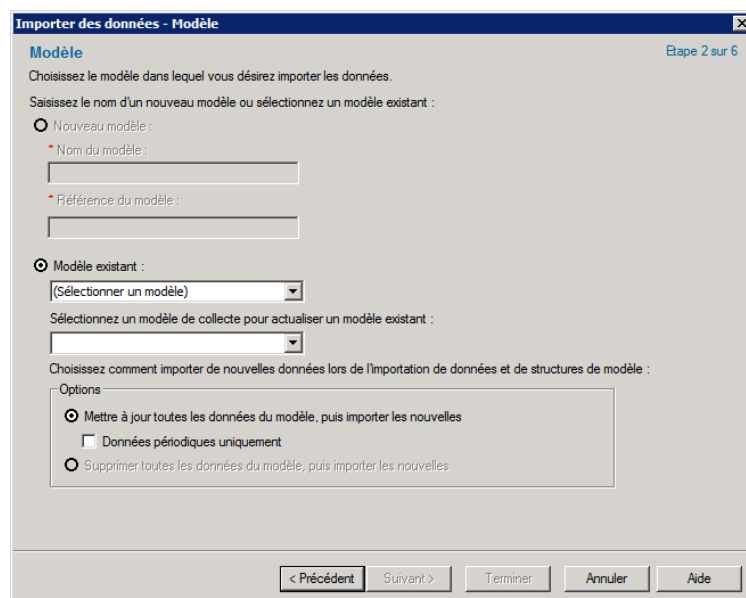 Importer des données - Modèle
Modèle
Etape 2 sur 6
Choisissez le modèle dans lequel vous désirez importer les données.
Saisissez le nom d'un nouveau modèle ou sélectionnez un modèle existant :
Nouveau modèle :
* Nom du modèle :
* Référence du modèle :
Modèle existant :
(Sélectionner un modèle)
Sélectionnez un modèle de collecte pour actualiser un modèle existant :
Choisissez comment importer de nouvelles données lors de l'importation de données et de structures de modèle :
Options
Mettre à jour toutes les données du modèle, puis importer les nouvelles
Données périodiques uniquement
Supprimer toutes les données du modèle, puis importer les nouvelles
< Précédent
Suivant >
Terminer
Annuler
Aide